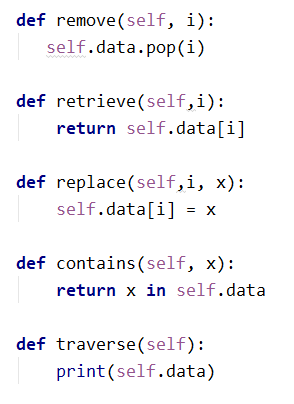 def remove(self, i):
   self.data.pop(i)

def retrieve(self,i):
    return self.data[i]

def replace(self,i, x):
    self.data[i] = x

def contains(self, x):
    return x in self.data

def traverse(self):
    print(self.data)